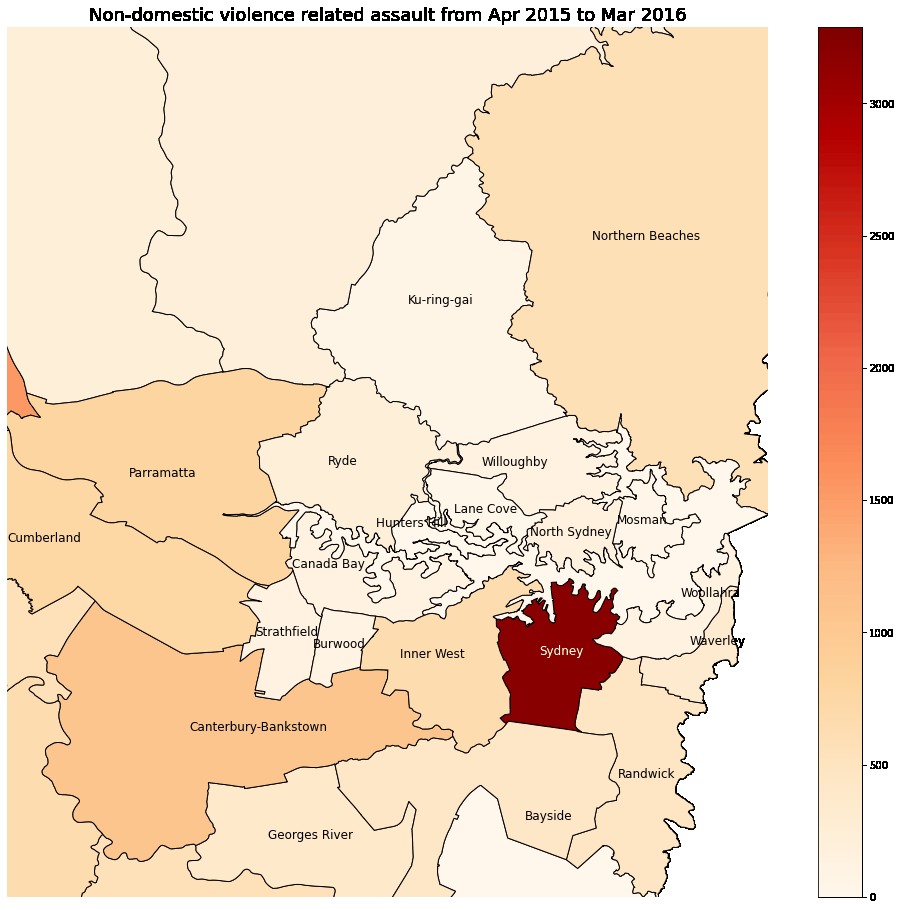 Non-domestic violence related assault from Apr 2015 to Mar 2016
3000
Northern Beaches
2500
Ku-ring-gai
2000
Ryde
Willoughby
Parramatta
1500
Lane Cove
Hunters Hill
Mosman
North Sydney
Cumberland
Canada Bay
Woollahra
Strathfield
1000
Burwood
Waverley
Inner West
Sydney
Canterbury-Bankstown
500
Randwick
Bayside
Georges River
0